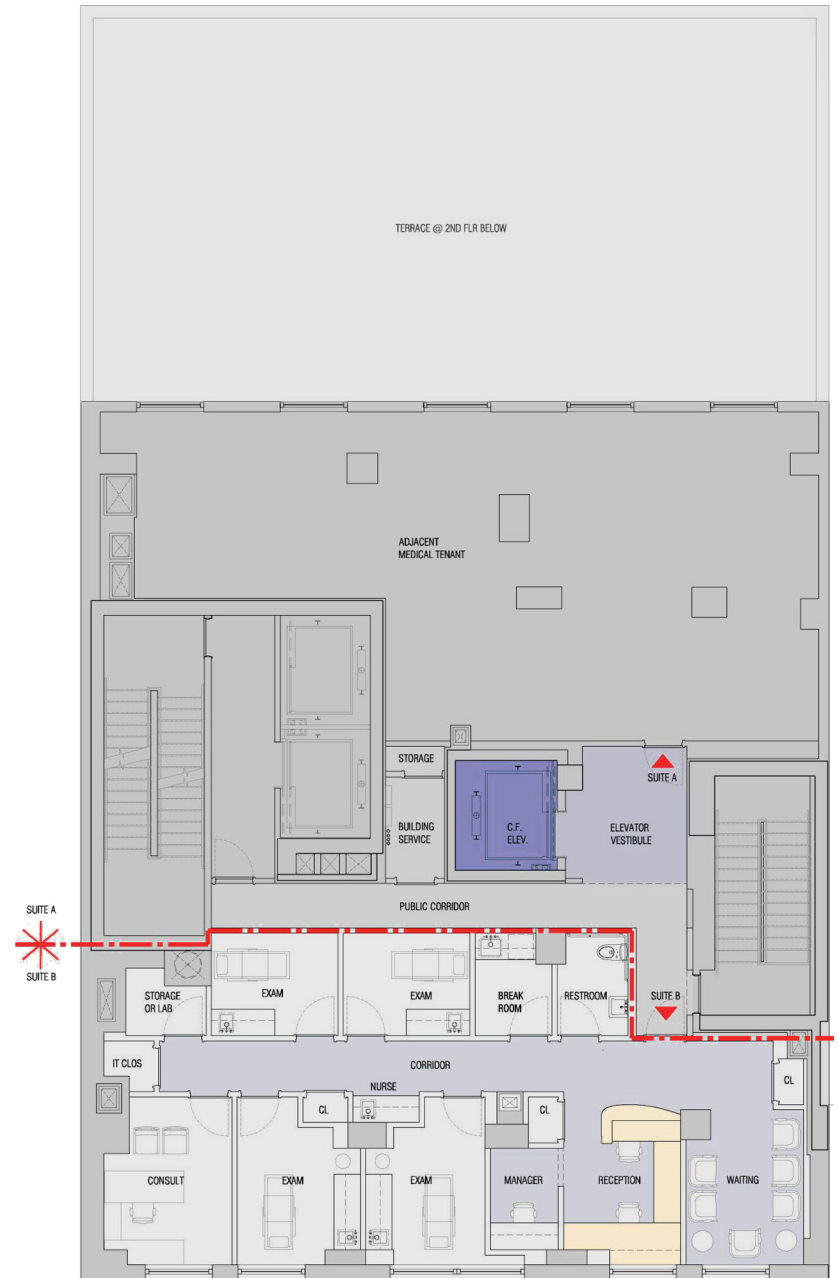 TERRACE @ 2ND FLR BELOW
ADJACENT
MEDICAL TENANT
STORAGE
SUITE A
BUILDING
SERVICE
C.F.
ELEV.
ELEVATOR
VESTIBULE
PUBLIC CORRIDOR
SUITE A
SUITE B
STORAGE
OR LAB
EXAM
EXAM
BREAK
ROOM
RESTROOM
SUITE B
IT CLOS
CORRIDOR
NURSE
CL
CL
CL
CONSULT
EXAM
EXAM
MANAGER
RECEPTION
WAITING